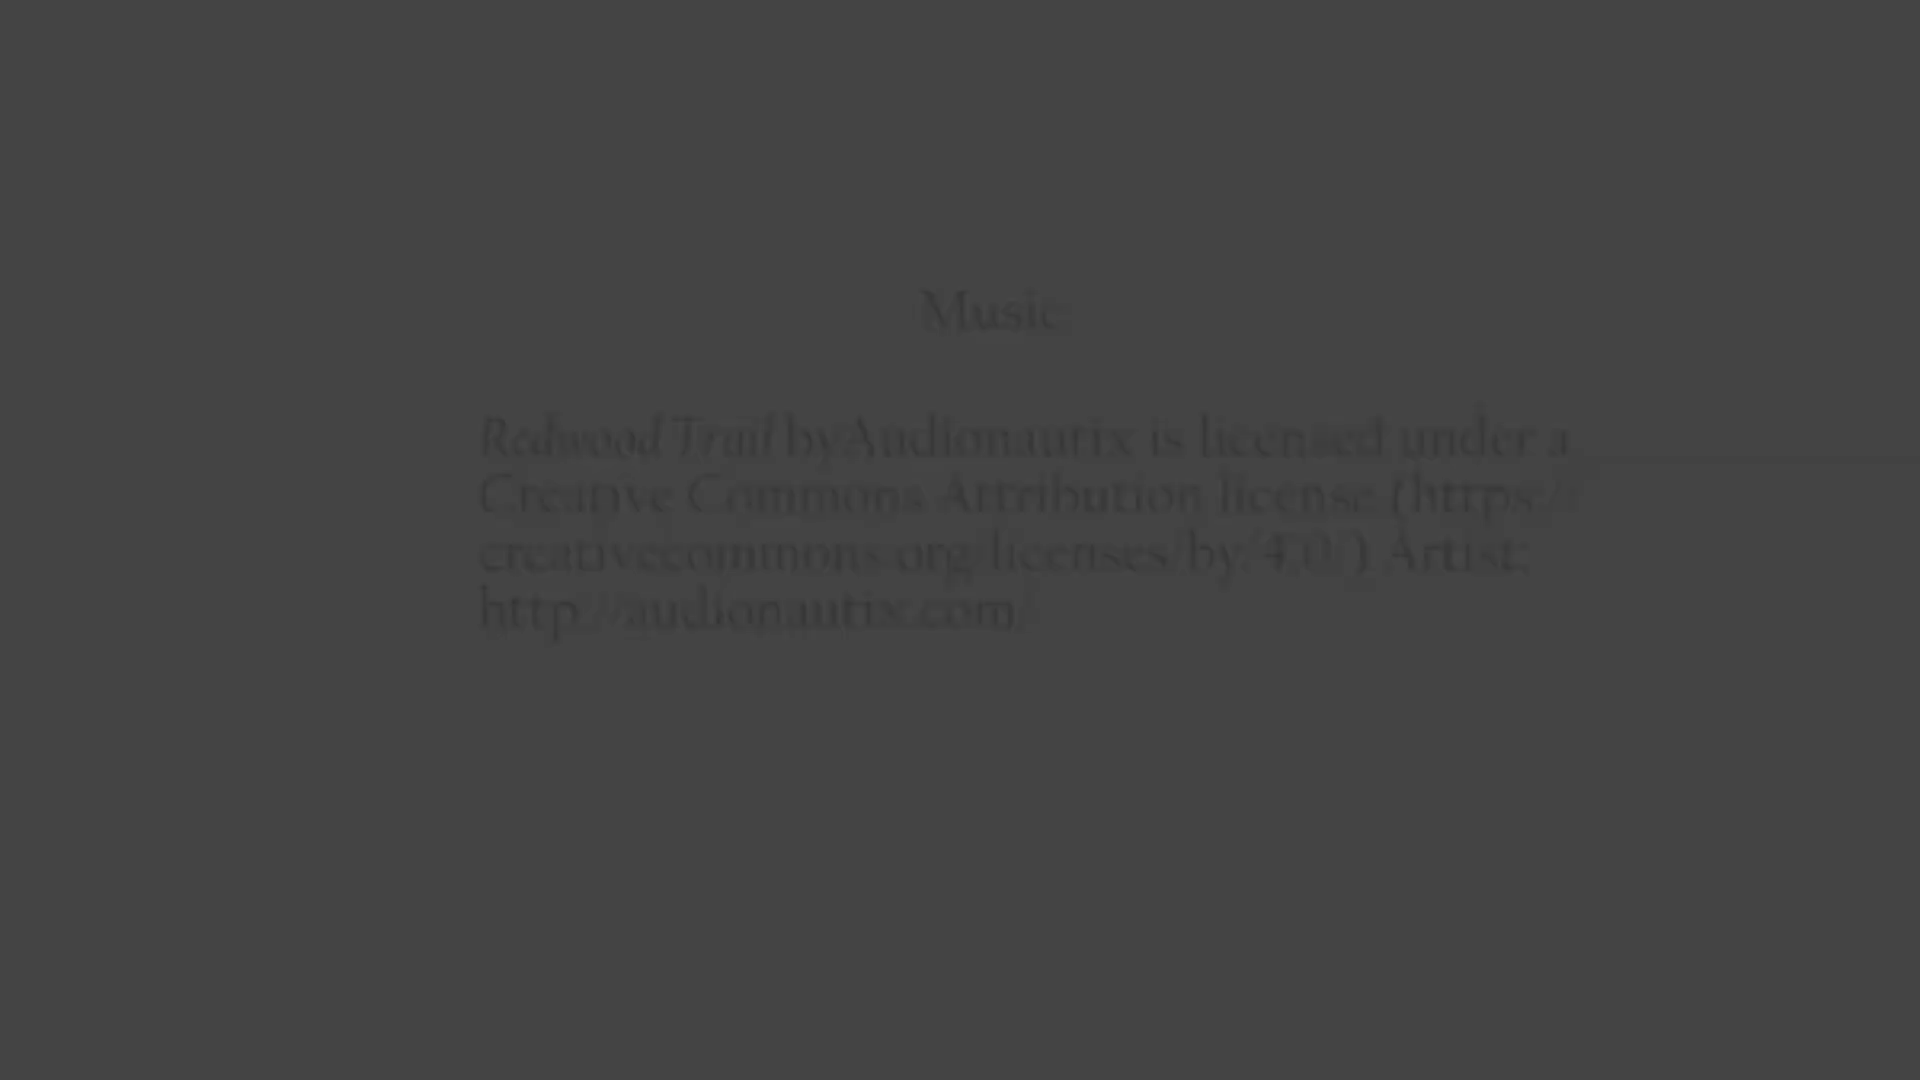 Music
Redwood Trail by Audionautix is licensed under a
Creative Commons Attribution license (https://
creativecommons.org/licenses/by/4.0/) Artist:
http://audionautix.com/